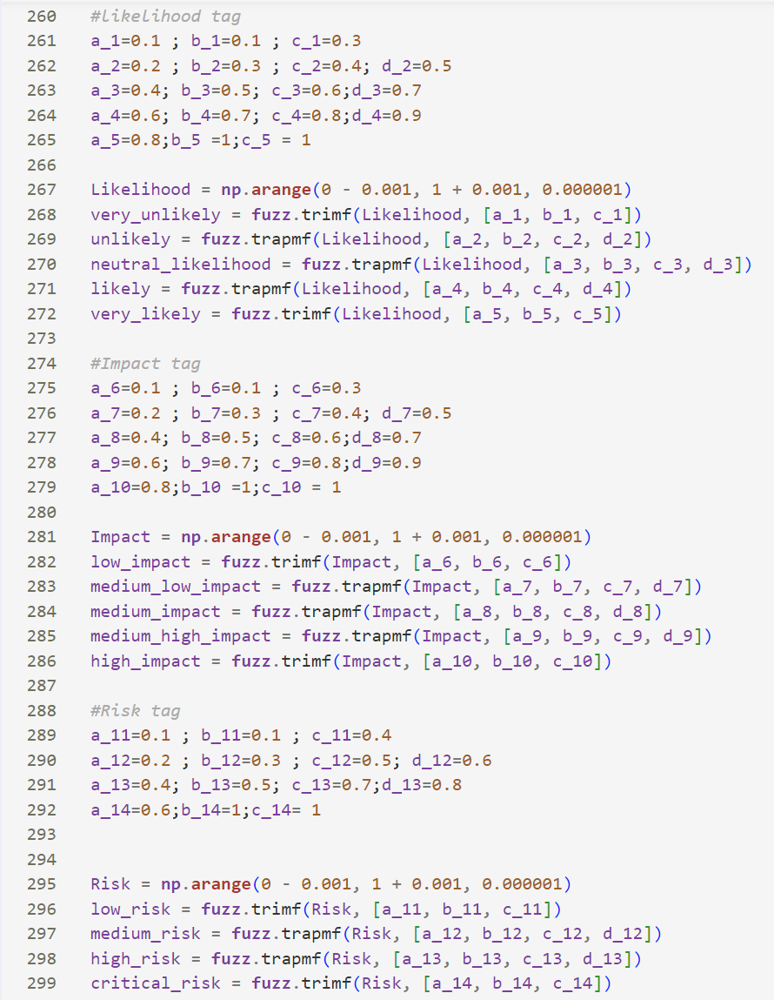 260 #likelihood tag
261 a_1=0.1 ; b_1=0.1 ; c_1=0.3
262 a_2=0.2 ; b_2=0.3 ; c_2=0.4; d_2=0.5
263 a_3=0.4; b_3=0.5; c_3=0.6;d_3=0.7
264 a_4=0.6; b_4=0.7; c_4=0.8;d_4=0.9
265 a_5=0.8;b_5 =1;c_5 = 1
266
267 Likelihood = np.arange(0 - 0.001, 1 + 0.001, 0.000001)
268 very_unlikely = fuzz.trimf(Likelihood, [a_1, b_1, c_1])
269 unlikely = fuzz.trapmf(Likelihood, [a_2, b_2, c_2, d_2])
270 neutral_likelihood = fuzz.trapmf(Likelihood, [a_3, b_3, c_3, d_3])
271 likely = fuzz.trapmf(Likelihood, [a_4, b_4, c_4, d_4])
272 very_likely = fuzz.trimf(Likelihood, [a_5, b_5, c_5])
273
274 #Impact tag
275 a_6=0.1 ; b_6=0.1 ; c_6=0.3
276 a_7=0.2 ; b_7=0.3 ; c_7=0.4; d_7=0.5
277 a_8=0.4; b_8=0.5; c_8=0.6;d_8=0.7
278 a_9=0.6; b_9=0.7; c_9=0.8;d_9=0.9
279 a_10=0.8;b_10 =1;c_10 = 1
280
281 Impact = np.arange(0 - 0.001, 1 + 0.001, 0.000001)
282 low_impact = fuzz.trimf(Impact, [a_6, b_6, c_6])
283 medium_low_impact = fuzz.trapmf(Impact, [a_7, b_7, c_7, d_7])
284 medium_impact = fuzz.trapmf(Impact, [a_8, b_8, c_8, d_8])
285 medium_high_impact = fuzz.trapmf(Impact, [a_9, b_9, c_9, d_9])
286 high_impact = fuzz.trimf(Impact, [a_10, b_10, c_10])
287
288 #Risk tag
289 a_11=0.1 ; b_11=0.1 ; c_11=0.4
290 a_12=0.2 ; b_12=0.3 ; c_12=0.5; d_12=0.6
291 a_13=0.4; b_13=0.5; c_13=0.7;d_13=0.8
292 a_14=0.6;b_14=1;c_14= 1
293
294
295 Risk = np.arange(0 - 0.001, 1 + 0.001, 0.000001)
296 low_risk = fuzz.trimf(Risk, [a_11, b_11, c_11])
297 medium_risk = fuzz.trapmf(Risk, [a_12, b_12, c_12, d_12])
298 high_risk = fuzz.trapmf(Risk, [a_13, b_13, c_13, d_13])
299 critical_risk = fuzz.trimf(Risk, [a_14, b_14, c_14])